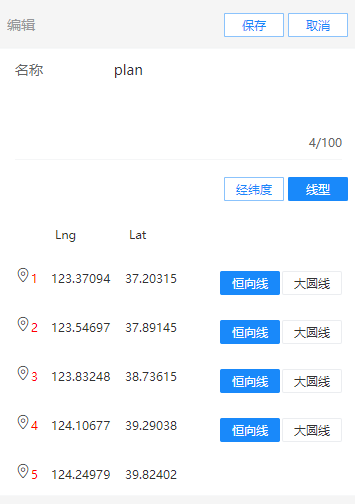 编辑 保存 取消
名称 plan
4/100
经纬度 线型
Lng Lat
1 123.37094 37.20315 恒向线 大圆线
2 123.54697 37.89145 恒向线 大圆线
3 123.83248 38.73615 恒向线 大圆线
4 124.10677 39.29038 恒向线 大圆线
5 124.24979 39.82402